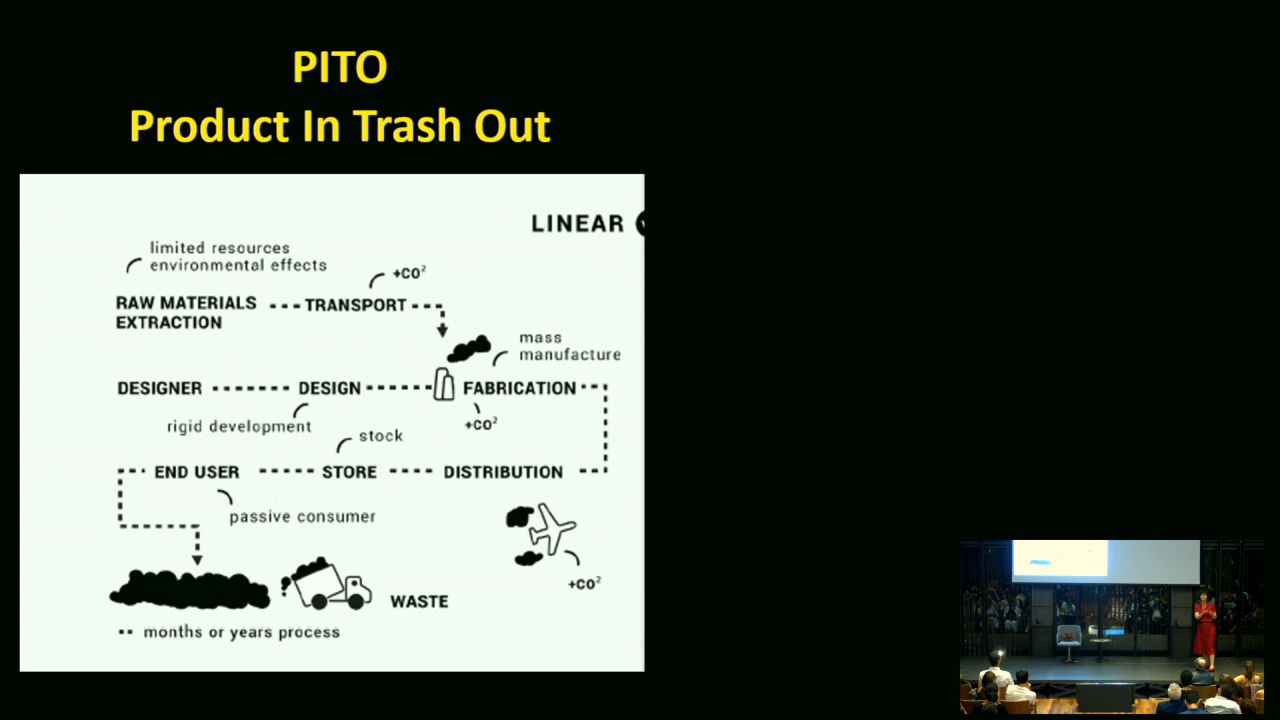 PITO
Product In Trash Out
LINEAR
limited resources
environmental effects
+CO²
RAW MATERIALS
EXTRACTION
TRANSPORT
mass
manufacture
DESIGNER
DESIGN
FABRICATION
rigid development
+CO²
stock
END USER
STORE
DISTRIBUTION
passive consumer
+CO²
WASTE
months or years process